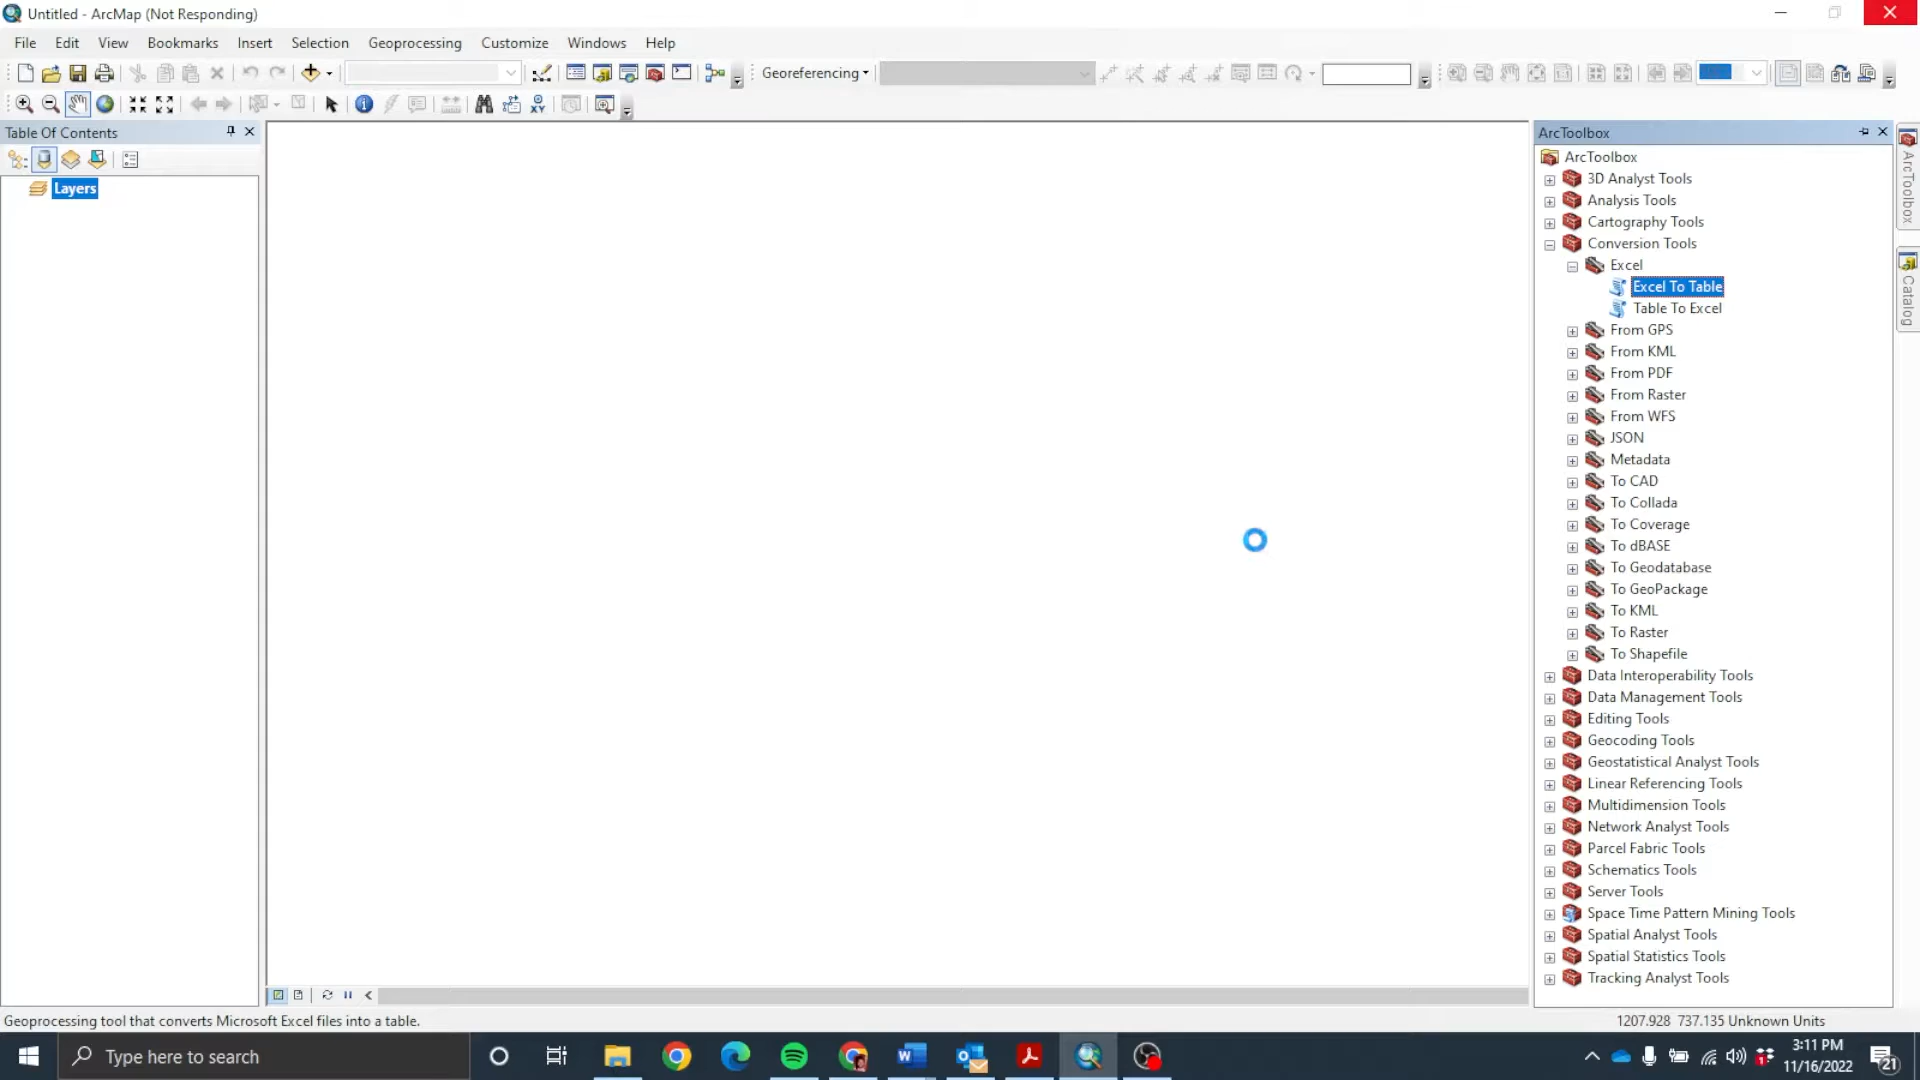 Untitled - ArcMap (Not Responding)
File Edit View Bookmarks Insert Selection Geoprocessing Customize Windows Help
Georeferencing
Table Of Contents
Layers
ArcToolbox
ArcToolbox
3D Analyst Tools
Analysis Tools
Cartography Tools
Conversion Tools
Excel
Excel To Table
Table To Excel
From GPS
From KML
From PDF
From Raster
From WFS
JSON
Metadata
To CAD
To Collada
To Coverage
To dBASE
To Geodatabase
To GeoPackage
To KML
To Raster
To Shapefile
Data Interoperability Tools
Data Management Tools
Editing Tools
Geocoding Tools
Geostatistical Analyst Tools
Linear Referencing Tools
Multidimension Tools
Network Analyst Tools
Parcel Fabric Tools
Schematics Tools
Server Tools
Space Time Pattern Mining Tools
Spatial Analyst Tools
Spatial Statistics Tools
Tracking Analyst Tools
ArcToolbox
Catalog
Geoprocessing tool that converts Microsoft Excel files into a table.
1207.928 737.135 Unknown Units
Type here to search
3:11 PM
11/16/2022
21